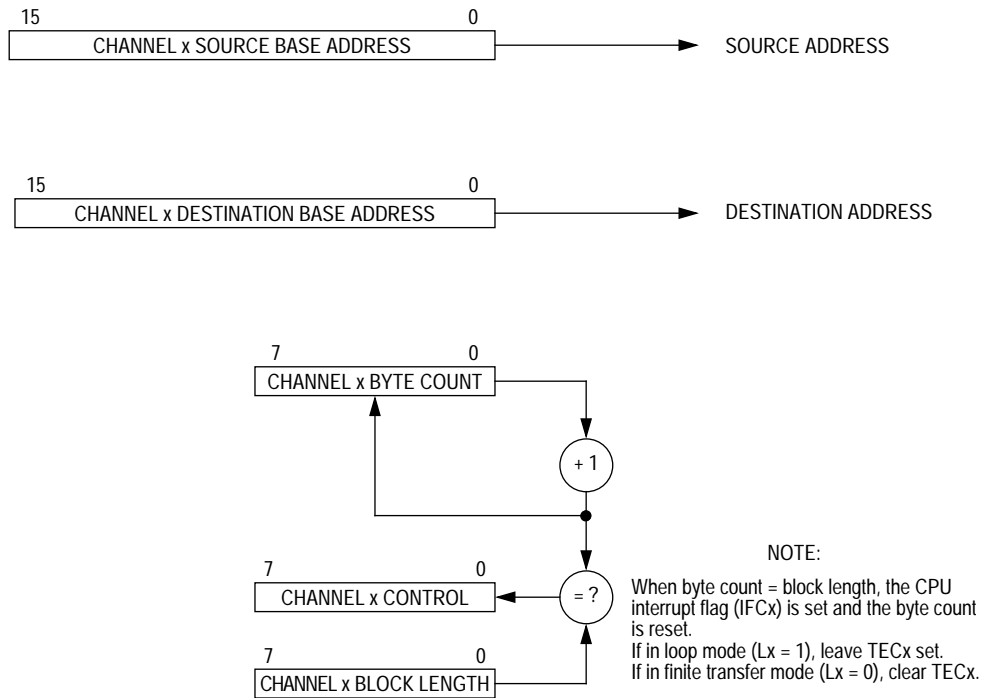 15 0
CHANNEL x SOURCE BASE ADDRESS
SOURCE ADDRESS
15 0
CHANNEL x DESTINATION BASE ADDRESS
DESTINATION ADDRESS
7 0
CHANNEL x BYTE COUNT
+ 1
7 0
CHANNEL x CONTROL
= ?
7 0
CHANNEL x BLOCK LENGTH
NOTE:
When byte count = block length, the CPU
interrupt flag (IFCx) is set and the byte count
is reset.
If in loop mode (Lx = 1), leave TECx set.
If in finite transfer mode (Lx = 0), clear TECx.